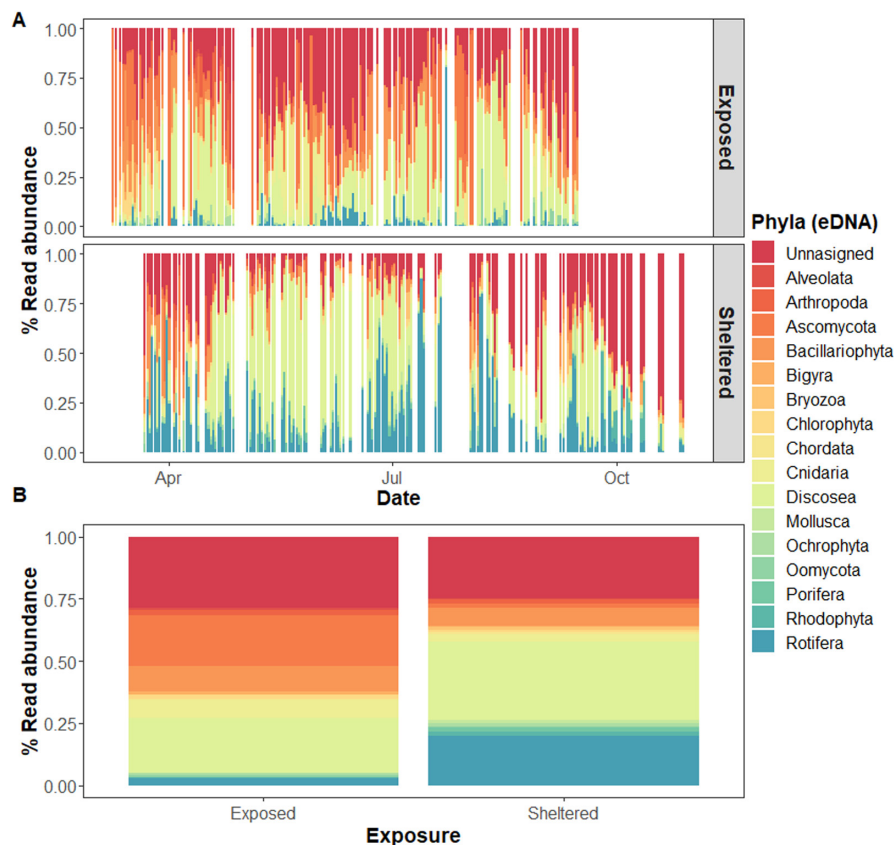 A
1.00
0.75
0.50
0.25
0.00
Exposed
1.00
0.75
0.50
0.25
0.00
Sheltered
% Read abundance
Apr
Jul
Oct
Date
B
1.00
0.75
0.50
0.25
0.00
% Read abundance
Exposed
Sheltered
Exposure
Phyla (eDNA)
Unnasigned
Alveolata
Arthropoda
Ascomycota
Bacillariophyta
Bigyra
Bryozoa
Chlorophyta
Chordata
Cnidaria
Discosea
Mollusca
Ochrophyta
Oomycota
Porifera
Rhodophyta
Rotifera